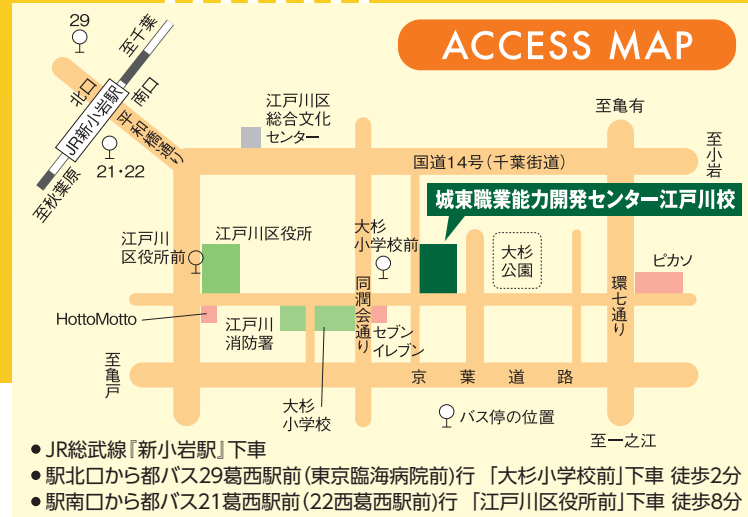 ACCESS MAP
29
至千葉
北口
南口
JR新小岩駅
平和橋通り
21・22
至秋葉原
江戸川区
総合文化
センター
至亀有
至小岩
国道14号(千葉街道)
城東職業能力開発センター江戸川校
江戸川
区役所前
江戸川区役所
大杉
小学校前
大杉
公園
ピカソ
同潤会通り
環七通り
HottoMotto
江戸川
消防署
セブン
イレブン
至亀戸
京葉道路
大杉
小学校
バス停の位置
至一之江
●JR総武線『新小岩駅』下車
●駅北口から都バス29葛西駅前(東京臨海病院前)行 「大杉小学校前」下車 徒歩2分
●駅南口から都バス21葛西駅前(22西葛西駅前)行 「江戸川区役所前」下車 徒歩8分